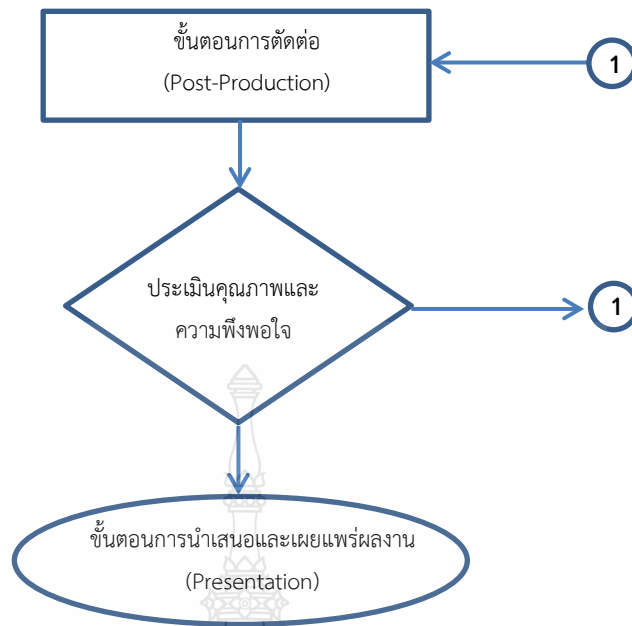 ขั้นตอนการตัดต่อ
(Post-Production)
1
ประเมินคุณภาพและ
ความพึงพอใจ
1
ขั้นตอนการนำเสนอและเผยแพร่ผลงาน
(Presentation)